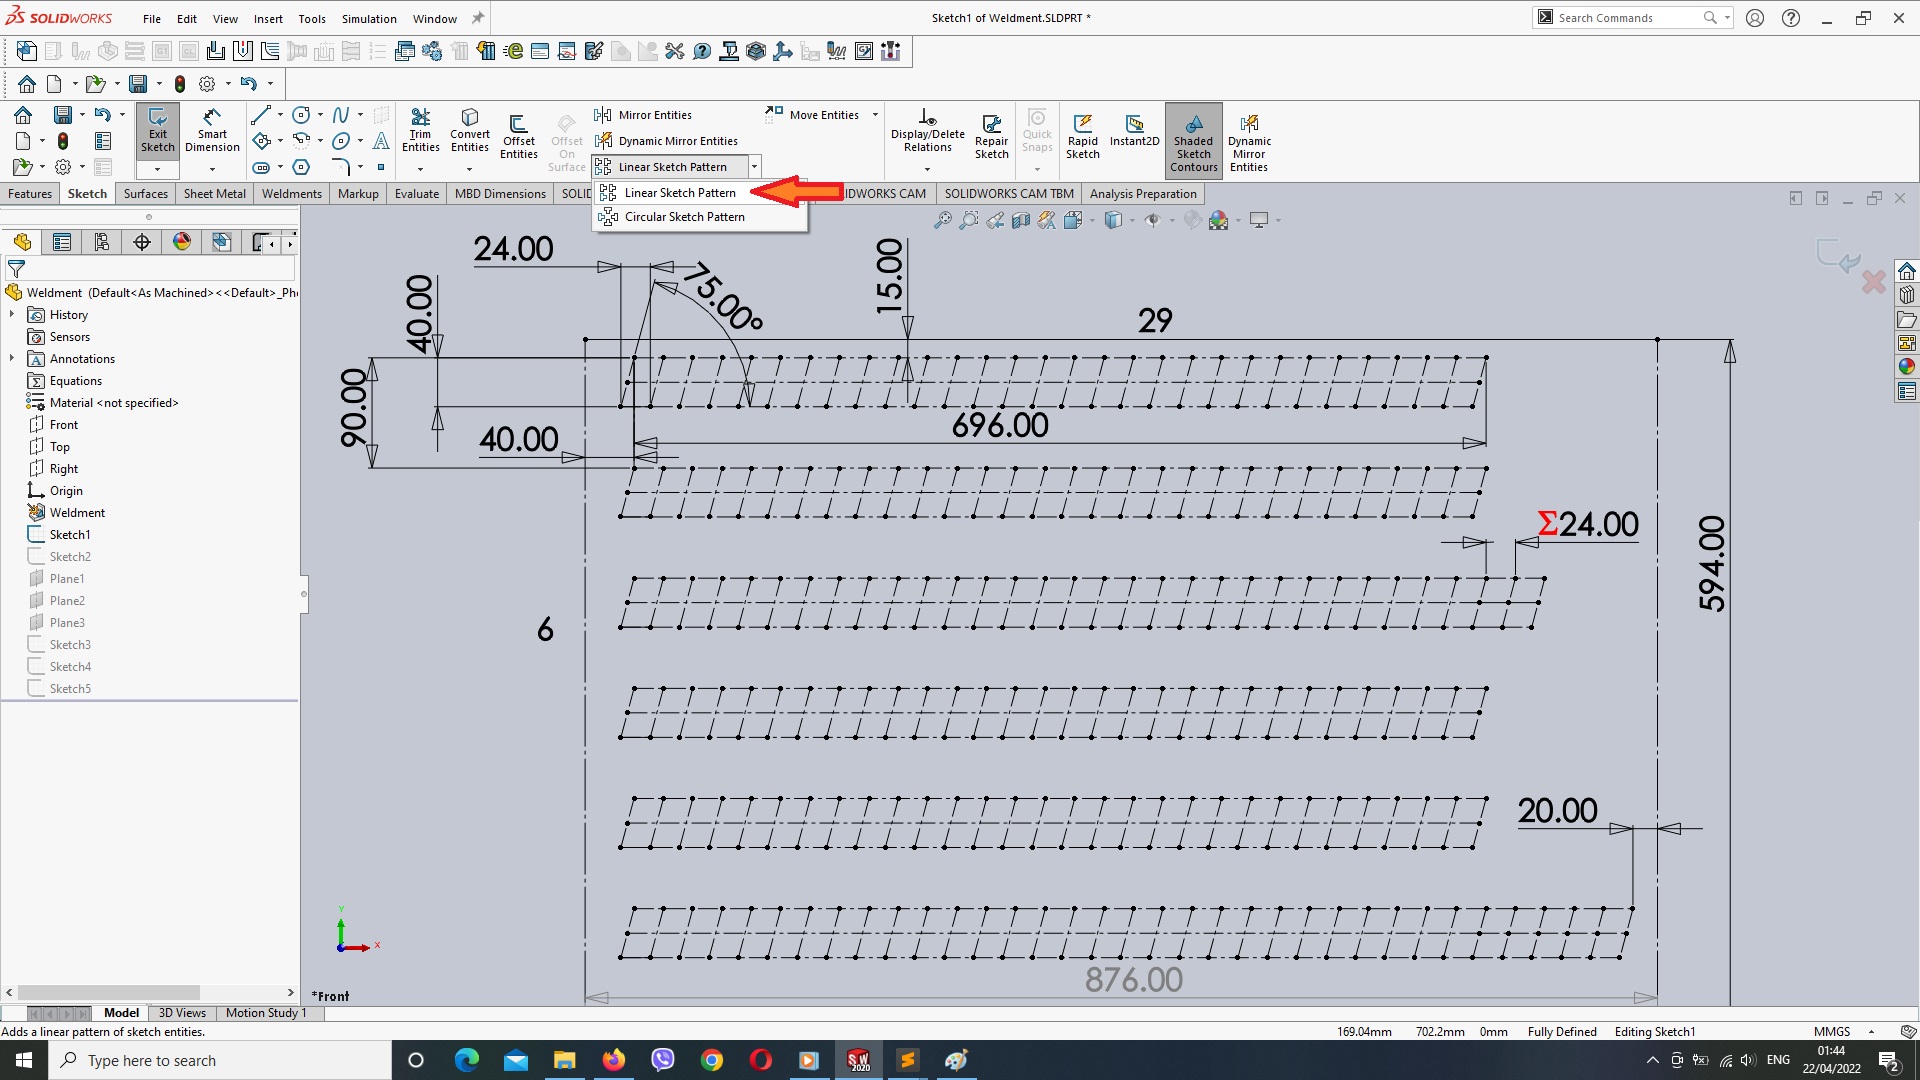 SOLIDWORKS File Edit View Insert Tools Simulation Window
Sketch1 of Weldment.SLDPRT *
Search Commands
Exit Sketch
Smart Dimension
Trim Entities
Convert Entities
Offset Entities
Offset On Surface
Mirror Entities
Dynamic Mirror Entities
Linear Sketch Pattern
Move Entities
Display/Delete Relations
Repair Sketch
Quick Snaps
Rapid Sketch
Instant2D
Shaded Sketch Contours
Dynamic Mirror Entities
Features Sketch Surfaces Sheet Metal Weldments Markup Evaluate MBD Dimensions SOLID
DWORKS CAM SOLIDWORKS CAM TBM Analysis Preparation
Linear Sketch Pattern
Circular Sketch Pattern
Weldment (Default<As Machined><<Default>_Ph
History
Sensors
Annotations
Equations
Material <not specified>
Front
Top
Right
Origin
Weldment
Sketch1
Sketch2
Plane1
Plane2
Plane3
Sketch3
Sketch4
Sketch5
24.00
40.00
75.00°
15.00
29
90.00
40.00
696.00
Σ24.00
594.00
6
20.00
876.00
Y
X
*Front
Model 3D Views Motion Study 1
Adds a linear pattern of sketch entities.
169.04mm 702.2mm 0mm Fully Defined Editing Sketch1 MMGS
Type here to search
SW
2020
ENG
01:44
22/04/2022
2